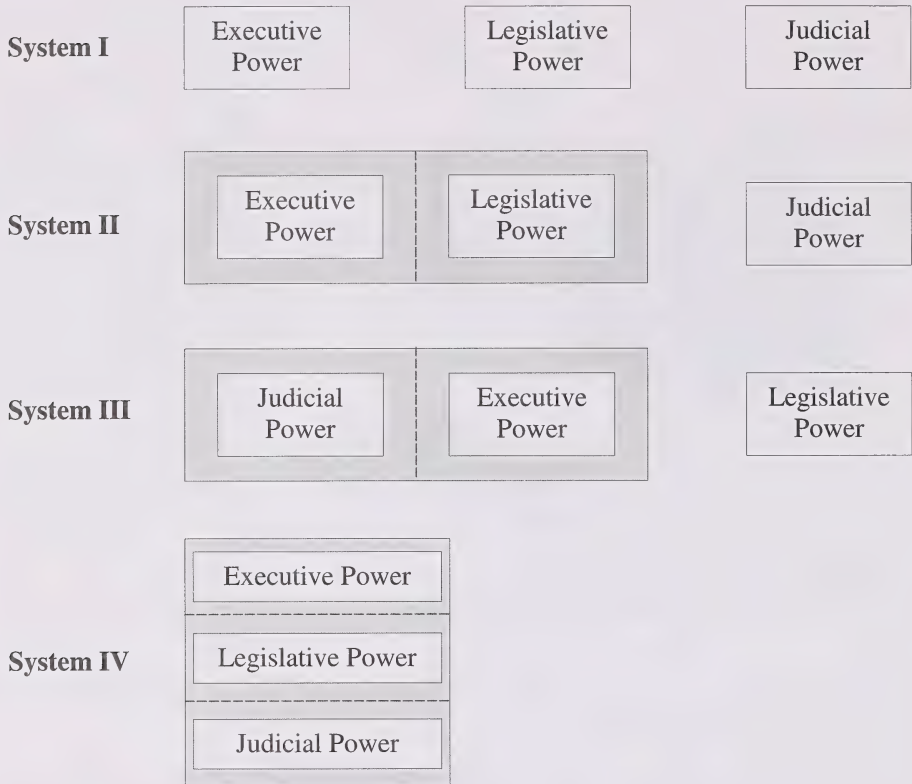 System I
Executive
Power
Legislative
Power
Judicial
Power
System II
Executive
Power
Legislative
Power
Judicial
Power
System III
Judicial
Power
Executive
Power
Legislative
Power
System IV
Executive Power
Legislative Power
Judicial Power